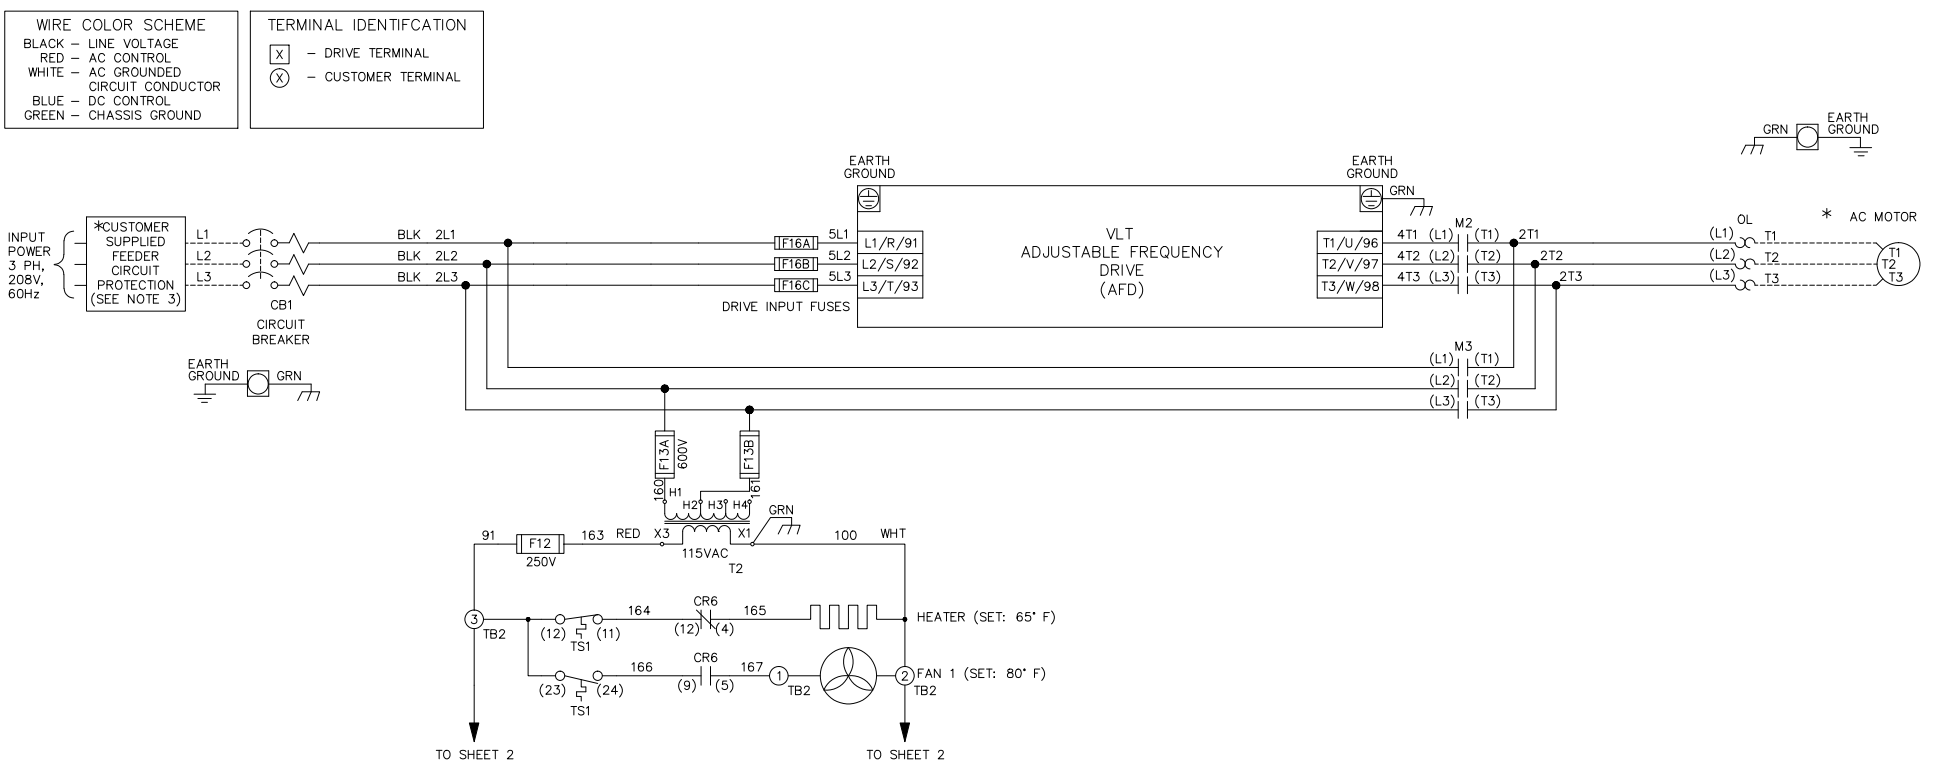 WIRE COLOR SCHEME
BLACK – LINE VOLTAGE
RED – AC CONTROL
WHITE – AC GROUNDED
CIRCUIT CONDUCTOR
BLUE – DC CONTROL
GREEN – CHASSIS GROUND
TERMINAL IDENTIFCATION
X – DRIVE TERMINAL
X – CUSTOMER TERMINAL
GRN
EARTH
GROUND
INPUT
POWER
3 PH,
208V,
60Hz
*CUSTOMER
SUPPLIED
FEEDER
CIRCUIT
PROTECTION
(SEE NOTE 3)
L1
L2
L3
CB1
CIRCUIT
BREAKER
BLK 2L1
BLK 2L2
BLK 2L3
F16A
F16B
F16C
5L1
5L2
5L3
DRIVE INPUT FUSES
EARTH
GROUND
L1/R/91
L2/S/92
L3/T/93
VLT
ADJUSTABLE FREQUENCY
DRIVE
(AFD)
EARTH
GROUND
GRN
T1/U/96
T2/V/97
T3/W/98
4T1 (L1) M2 (T1) 2T1
4T2 (L2) (T2) 2T2
4T3 (L3) (T3) 2T3
OL
(L1) T1
(L2) T2
(L3) T3
* AC MOTOR
T1
T2
T3
M3
(L1) (T1)
(L2) (T2)
(L3) (T3)
EARTH
GROUND
GRN
F13A
600V
F13B
160
161
H1
H2
H3
H4
GRN
91
F12
250V
163 RED X3
115VAC
X1
T2
100 WHT
3
TB2
(12) (11)
TS1
164
CR6
(12) (4)
165
HEATER (SET: 65° F)
(23) (24)
TS1
166
CR6
(9) (5)
167
1
TB2
2
TB2
FAN 1 (SET: 80° F)
TO SHEET 2
TO SHEET 2